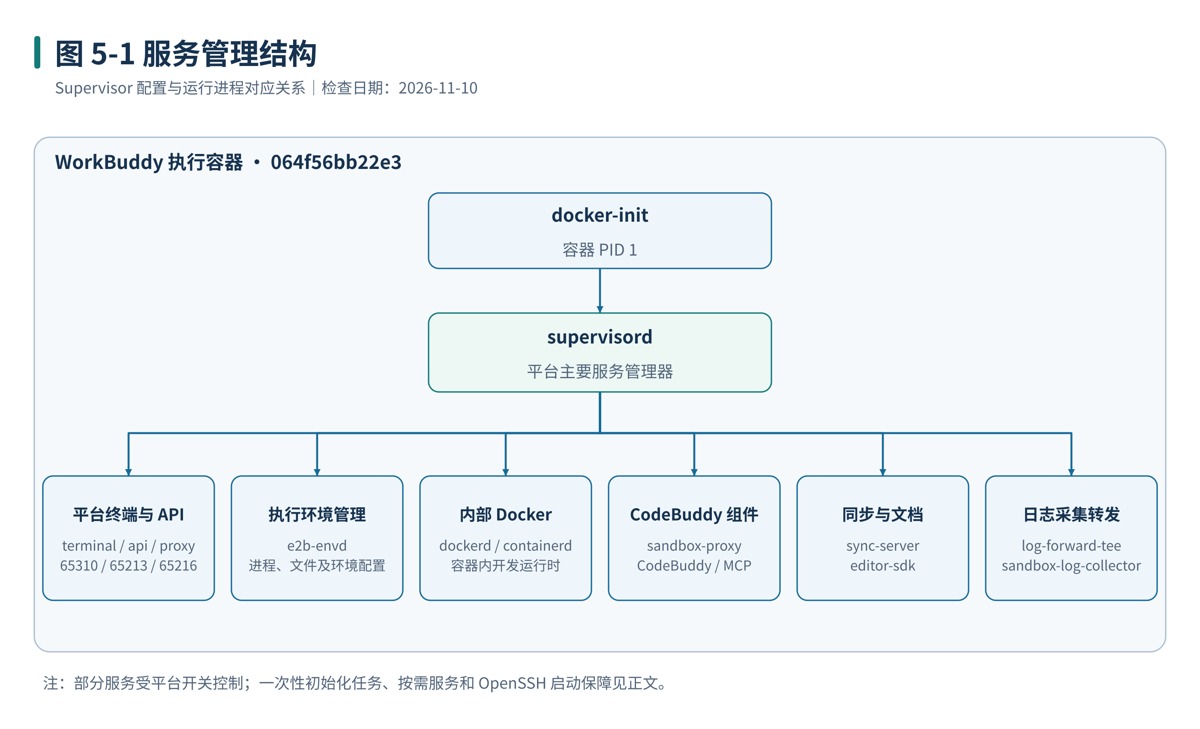 图 5-1 服务管理结构
Supervisor 配置与运行进程对应关系｜检查日期：2026-11-10
WorkBuddy 执行容器 · 064f56bb22e3
docker-init
容器 PID 1
supervisord
平台主要服务管理器
平台终端与 API
terminal / api / proxy
65310 / 65213 / 65216
执行环境管理
e2b-envd
进程、文件及环境配置
内部 Docker
dockerd / containerd
容器内开发运行时
CodeBuddy 组件
sandbox-proxy
CodeBuddy / MCP
同步与文档
sync-server
editor-sdk
日志采集转发
log-forward-tee
sandbox-log-collector
注：部分服务受平台开关控制；一次性初始化任务、按需服务和 OpenSSH 启动保障见正文。